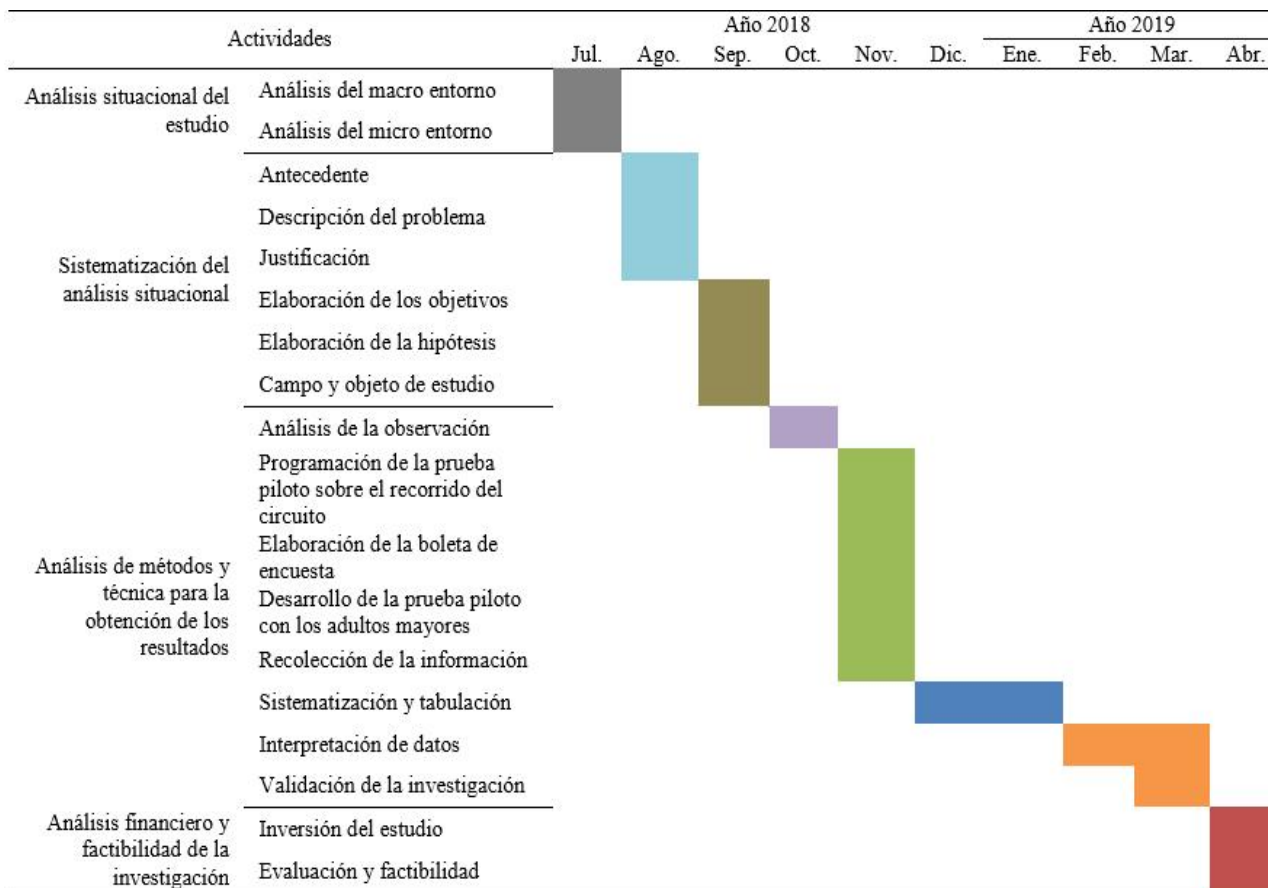 Actividades
Año 2018
Año 2019
Jul.
Ago.
Sep.
Oct.
Nov.
Dic.
Ene.
Feb.
Mar.
Abr.
Análisis situacional del
estudio
Análisis del macro entorno
Análisis del micro entorno
Sistematización del
análisis situacional
Antecedente
Descripción del problema
Justificación
Elaboración de los objetivos
Elaboración de la hipótesis
Campo y objeto de estudio
Análisis de métodos y
técnica para la
obtención de los
resultados
Análisis de la observación
Programación de la prueba
piloto sobre el recorrido del
circuito
Elaboración de la boleta de
encuesta
Desarrollo de la prueba piloto
con los adultos mayores
Recolección de la información
Sistematización y tabulación
Interpretación de datos
Validación de la investigación
Análisis financiero y
factibilidad de la
investigación
Inversión del estudio
Evaluación y factibilidad